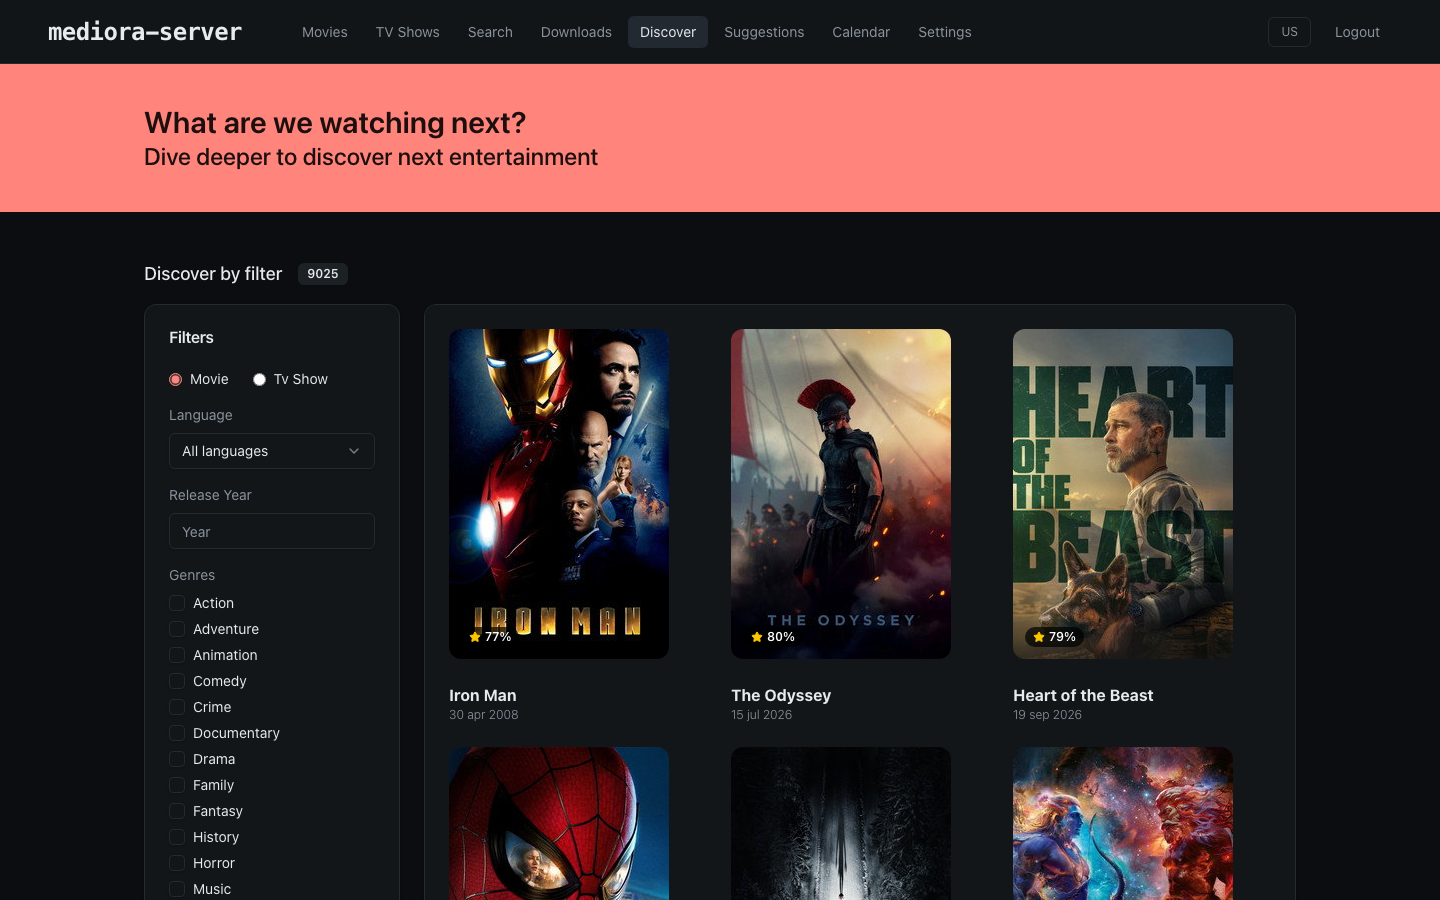 mediora-server
Movies
TV Shows
Search
Downloads
Discover
Suggestions
Calendar
Settings
US
Logout
What are we watching next?
Dive deeper to discover next entertainment
Discover by filter
9025
Filters
Movie
Tv Show
Language
All languages
Release Year
Year
Genres
Action
Adventure
Animation
Comedy
Crime
Documentary
Drama
Family
Fantasy
History
Horror
Music
IRON MAN
77%
Iron Man
30 apr 2008
THE ODYSSEY
80%
The Odyssey
15 jul 2026
HEART
OF
THE
BEAST
79%
Heart of the Beast
19 sep 2026